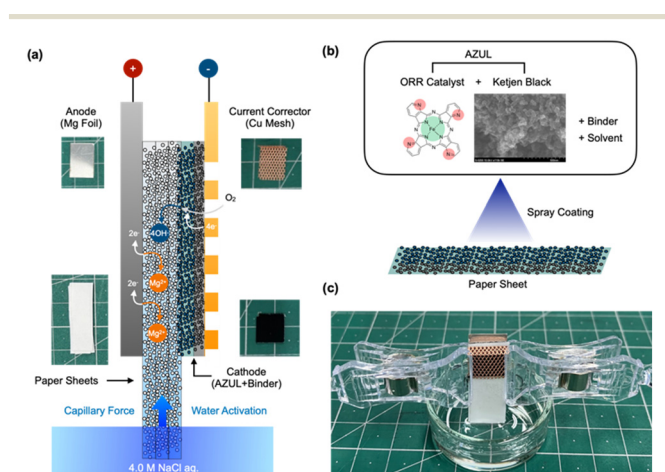 (a)
+
-
Anode
(Mg Foil)
Current Corrector
(Cu Mesh)
O₂
4e-
4OH-
2e-
Mg²⁺
2e-
Mg²⁺
Paper Sheets
Cathode
(AZUL+Binder)
Capillary Force
Water Activation
4.0 M NaCl aq.
(b)
AZUL
ORR Catalyst + Ketjen Black
N
N
N
N
Fe
+ Binder
+ Solvent
Spray Coating
Paper Sheet
(c)